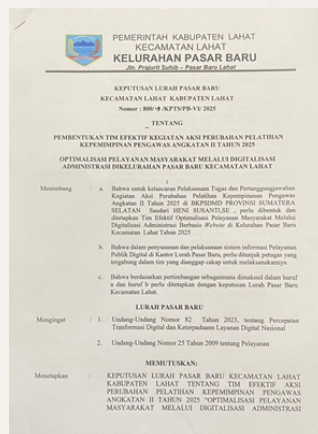 PEMERINTAH KABUPATEN LAHAT
KECAMATAN LAHAT
KELURAHAN PASAR BARU
Jln. Prajurit Suhib – Pasar Baru Lahat
KEPUTUSAN LURAH PASAR BARU
KECAMATAN LAHAT KABUPATEN LAHAT
Nomor : 800/ /KPTS/PB-VI/ 2025
TENTANG
PEMBENTUKAN TIM EFEKTIF KEGIATAN AKSI PERUBAHAN PELATIHAN
KEPEMIMPINAN PENGAWAS ANGKATAN II TAHUN 2025
OPTIMALISASI PELAYANAN MASYARAKAT MELALUI DIGITALISASI
ADMINISTRASI DIKELURAHAN PASAR BARU KECAMATAN LAHAT
Menimbang : a. Bahwa untuk kelancaran Pelaksanaan Tugas dan Pertanggungjawaban
Kegiatan Aksi Perubahan Pelatihan Kepempinan Pengawas
Angkatan II Tahun 2025 di BKPSDMD PROVINSI SUMATERA
SELATAN Saudari HENI SUSANTI,SE , perlu dibentuk dan
ditetapkan Tim Efektif Optimalisasi Pelayanan Masyarakat Melalui
Digitalisasi Administrasi Berbasis Website di Kelurahan Pasar Baru
Kecamatan Lahat Tahun 2025
b. Bahwa dalam penyusunan dan pelaksanaan sistem informasi Pelayanan
Publik Digital di Kantor Lurah Pasar Baru, perlu ditunjuk petugas yang
tergabung dalam tim yang dianggap cakap untuk melaksanakannya
c. Bahwa berdasarkan pertimbangan sebagaimana dimaksud dalam huruf
a dan huruf b perlu ditetapkan dengan keputusan Lurah Pasar Baru
Kecamatan Lahat.
LURAH PASAR BARU
Mengingat : 1. Undang-Undang Nomor 82 Tahun 2023, tentang Percepatan
Tranformasi Digital dan Keterpaduan Layanan Digital Nasional
2. Undang-Undang Nomor 25 Tahun 2009 tentang Pelayanan
MEMUTUSKAN:
Menetapkan : KEPUTUSAN LURAH PASAR BARU KECAMATAN LAHAT
KABUPATEN LAHAT TENTANG TIM EFEKTIF AKSI
PERUBAHAN PELATIHAN KEPEMIMPINAN PENGAWAS
ANGKATAN II TAHUN 2025 "OPTIMALISASI PELAYANAN
MASYARAKAT MELALUI DIGITALISASI ADMINISTRASI